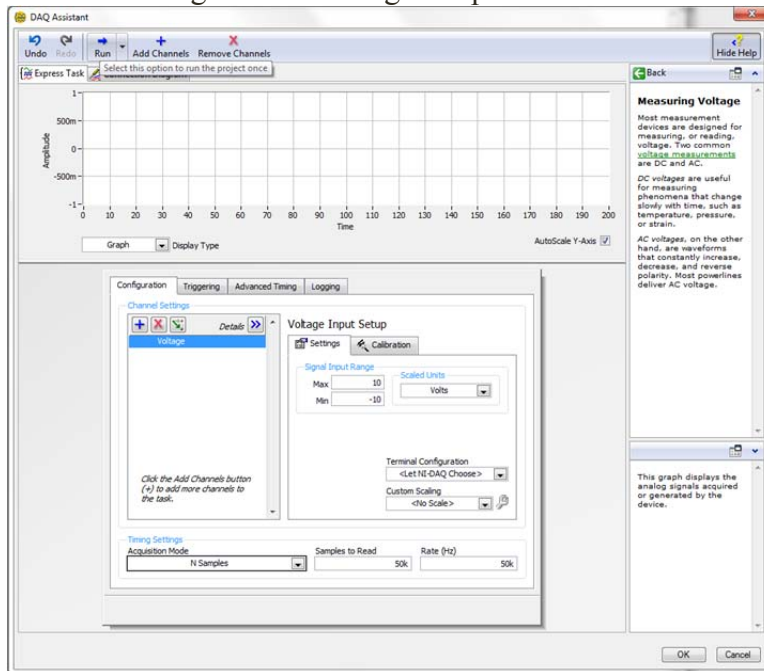 DAQ Assistant
Undo Redo Run Add Channels Remove Channels
Hide Help
Select this option to run the project once.
Express Task
1
500m
0
-500m
-1
Amplitude
0 10 20 30 40 50 60 70 80 90 100 110 120 130 140 150 160 170 180 190 200
Time
Graph Display Type
AutoScale Y-Axis
Configuration Triggering Advanced Timing Logging
Channel Settings
Details
Voltage
Click the Add Channels button
(+) to add more channels to
the task.
Voltage Input Setup
Settings Calibration
Signal Input Range
Max 10
Min -10
Scaled Units
Volts
Terminal Configuration
<Let NI-DAQ Choose>
Custom Scaling
<No Scale>
Timing Settings
Acquisition Mode Samples to Read Rate (Hz)
N Samples 50k 50k
Back
Measuring Voltage
Most measurement
devices are designed for
measuring, or reading,
voltage. Two common
voltage measurements
are DC and AC.
DC voltages are useful
for measuring
phenomena that change
slowly with time, such as
temperature, pressure,
or strain.
AC voltages, on the other
hand, are waveforms
that constantly increase,
decrease, and reverse
polarity. Most powerlines
deliver AC voltage.
This graph displays the
analog signals acquired
or generated by the
device.
OK Cancel